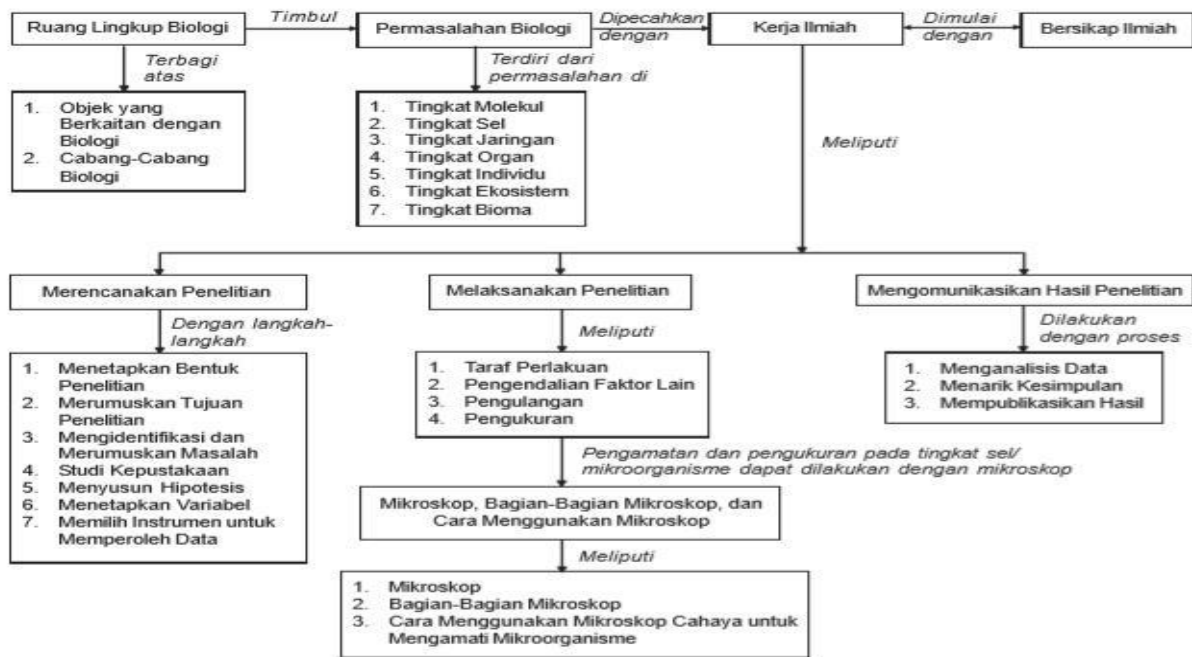 Ruang Lingkup Biologi
Timbul
Permasalahan Biologi
Dipecahkan
dengan
Kerja Ilmiah
Dimulai
dengan
Bersikap Ilmiah
Terbagi
atas
1. Objek yang
Berkaitan dengan
Biologi
2. Cabang-Cabang
Biologi
Terdiri dari
permasalahan di
1. Tingkat Molekul
2. Tingkat Sel
3. Tingkat Jaringan
4. Tingkat Organ
5. Tingkat Individu
6. Tingkat Ekosistem
7. Tingkat Bioma
Meliputi
Merencanakan Penelitian
Dengan langkah-
langkah
1. Menetapkan Bentuk
Penelitian
2. Merumuskan Tujuan
Penelitian
3. Mengidentifikasi dan
Merumuskan Masalah
4. Studi Kepustakaan
5. Menyusun Hipotesis
6. Menetapkan Variabel
7. Memilih Instrumen untuk
Memperoleh Data
Melaksanakan Penelitian
Meliputi
1. Taraf Perlakuan
2. Pengendalian Faktor Lain
3. Pengulangan
4. Pengukuran
Pengamatan dan pengukuran pada tingkat sel/
mikroorganisme dapat dilakukan dengan mikroskop
Mikroskop, Bagian-Bagian Mikroskop, dan
Cara Menggunakan Mikroskop
Meliputi
1. Mikroskop
2. Bagian-Bagian Mikroskop
3. Cara Menggunakan Mikroskop Cahaya untuk
Mengamati Mikroorganisme
Mengomunikasikan Hasil Penelitian
Dilakukan
dengan proses
1. Menganalisis Data
2. Menarik Kesimpulan
3. Mempublikasikan Hasil